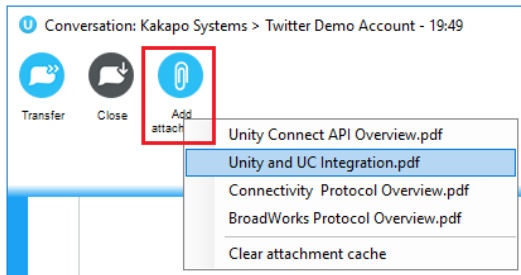 U Conversation: Kakapo Systems > Twitter Demo Account - 19:49
Transfer
Close
Add
attach
Unity Connect API Overview.pdf
Unity and UC Integration.pdf
Connectivity Protocol Overview.pdf
BroadWorks Protocol Overview.pdf
Clear attachment cache